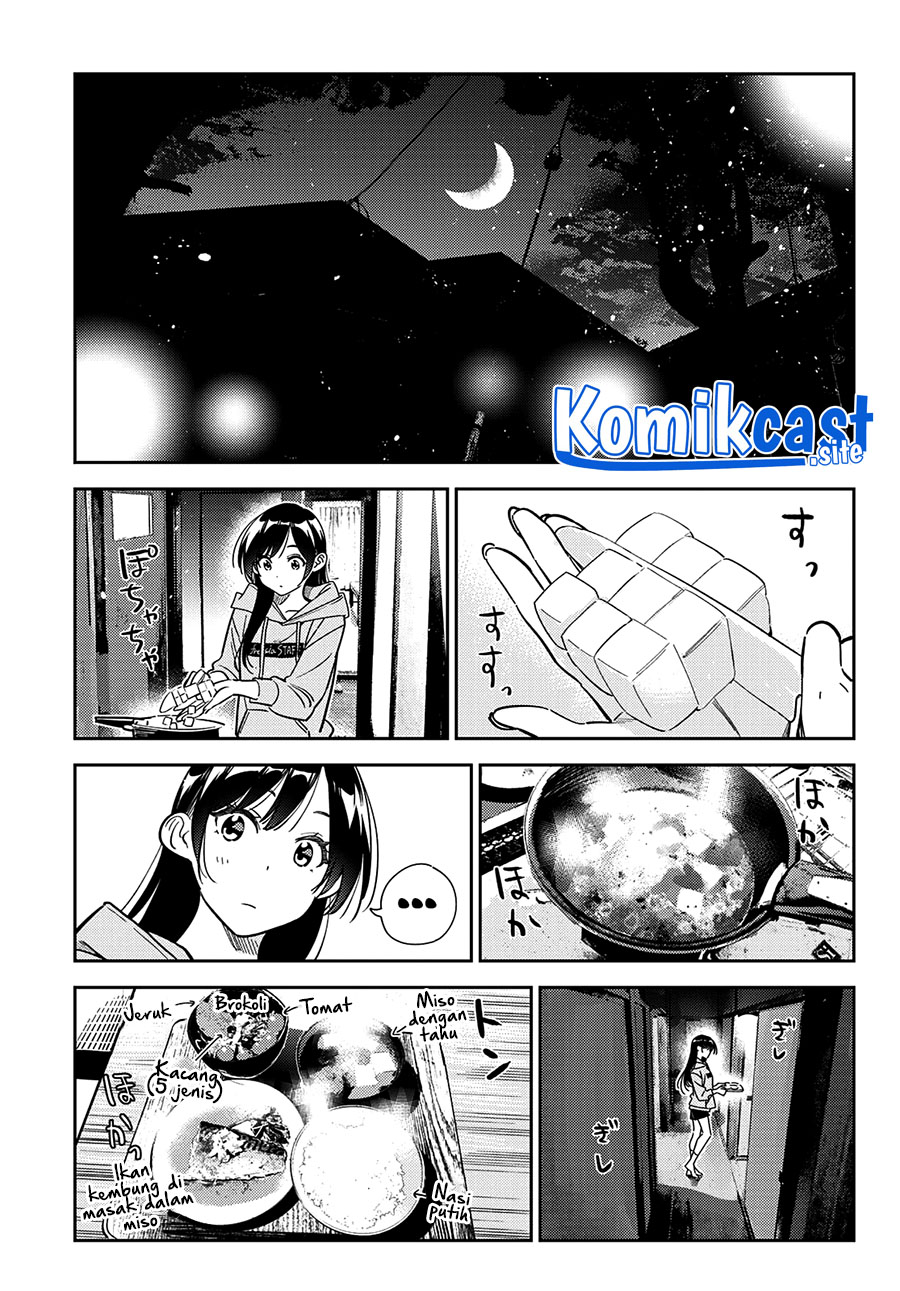 Komikcast
.site
すっ
すすっ
ぽちゃちゃ
ほか
ほか
•••
ぎし
ぎし
トン
Jeruk
Brokoli
Tomat
Miso
dengan
tahu
Kacang
(5 jenis)
ほかっ
Ikan
kembung di
masak dalam
miso
Nasi
putih